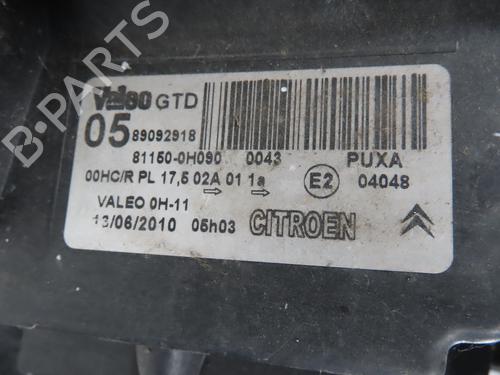 Valeo GTD
05 89092918
81150-0H090 0043 PUXA
00HC/R PL 17,5 02A 01 1a E2 04048
VALEO 0H-11
13/06/2010 05h03 CITROEN